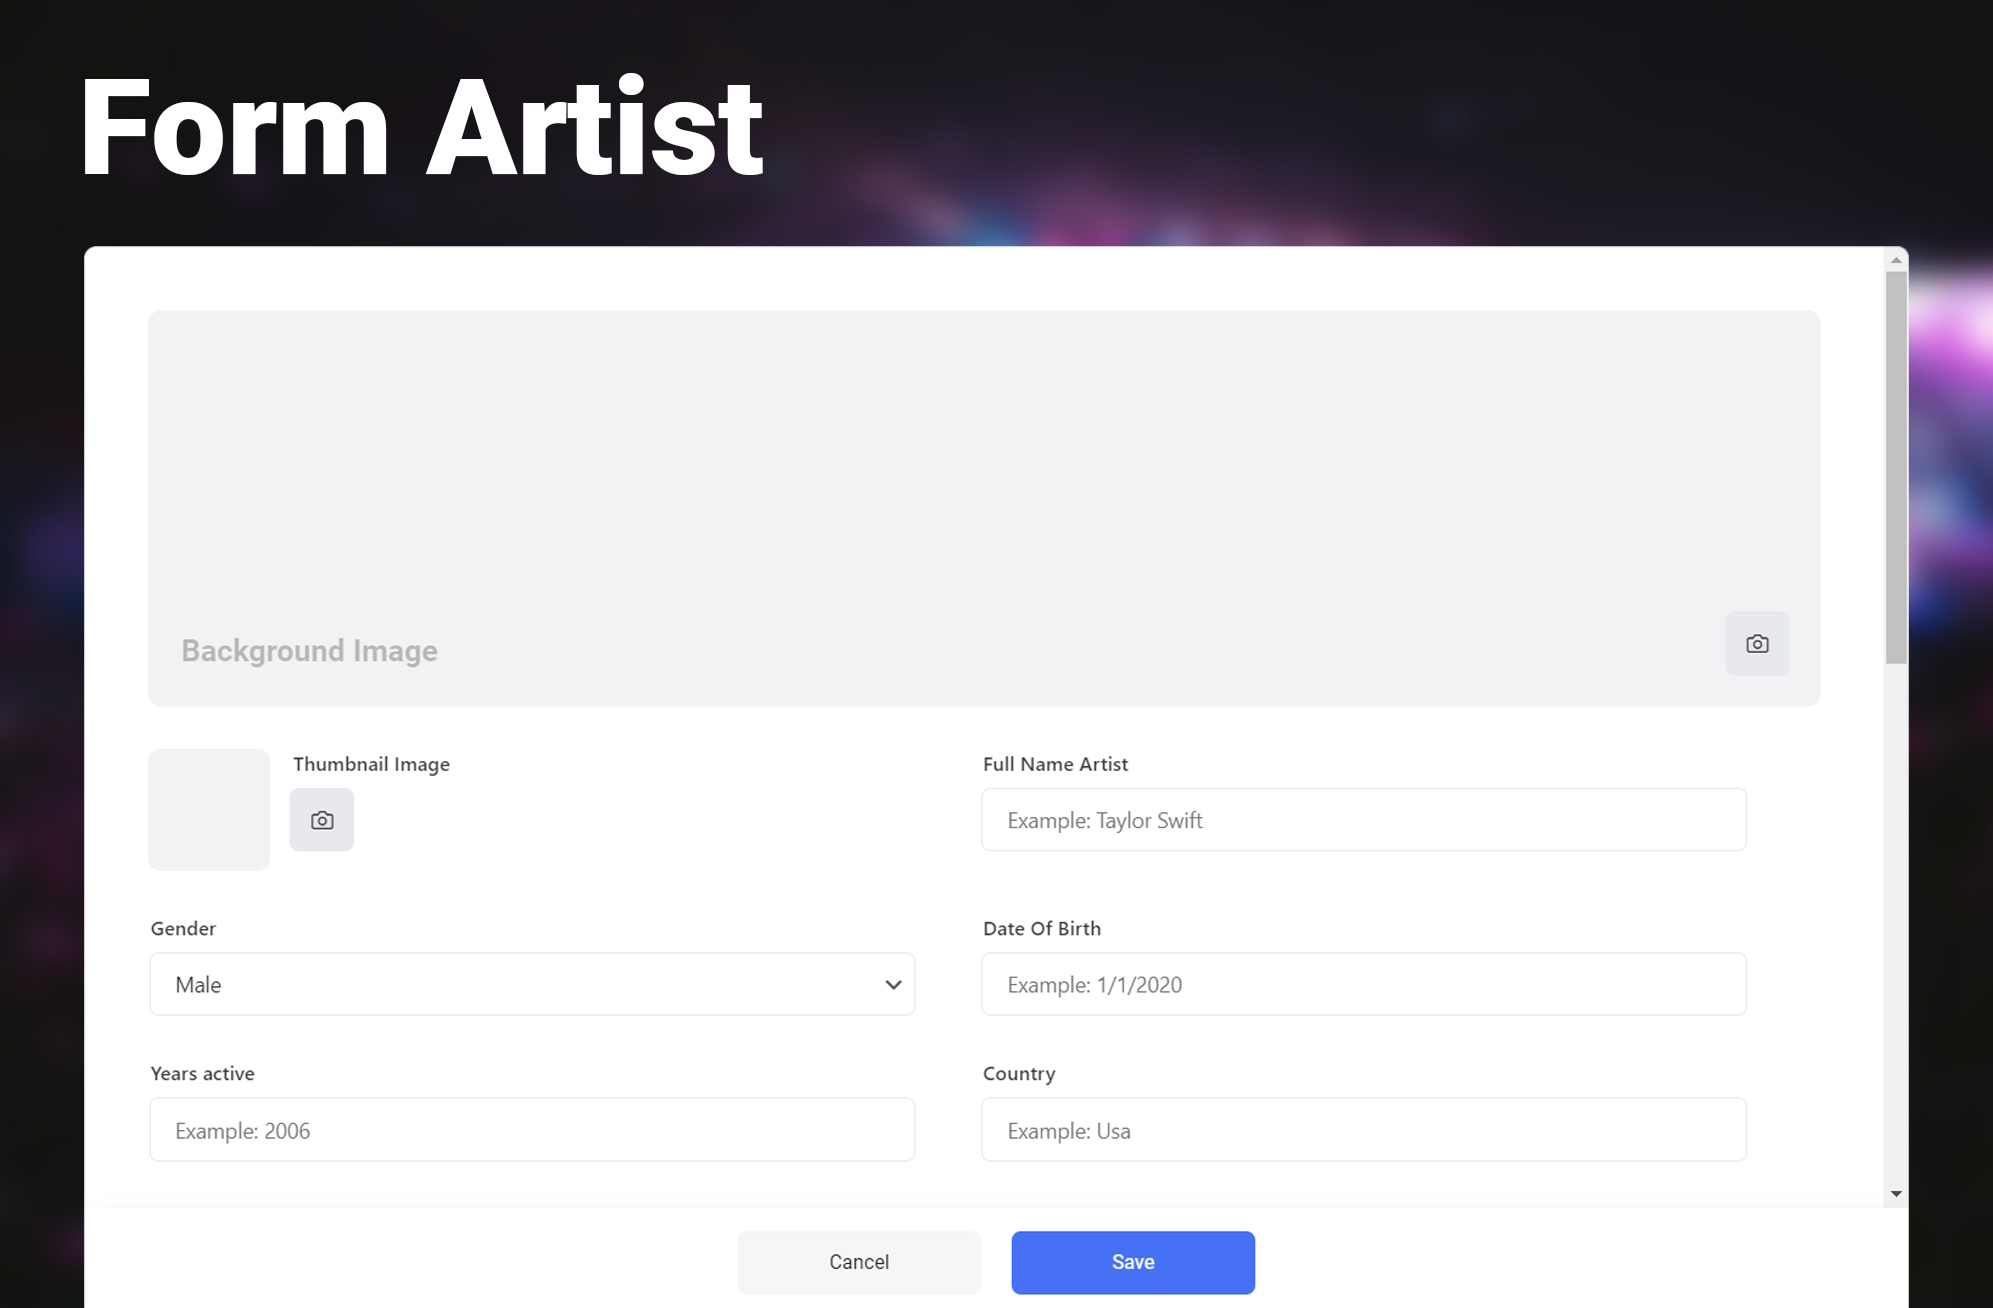 Form Artist
Background Image
Thumbnail Image
Full Name Artist
Example: Taylor Swift
Gender
Date Of Birth
Male
Example: 1/1/2020
Years active
Country
Example: 2006
Example: Usa
Cancel
Save